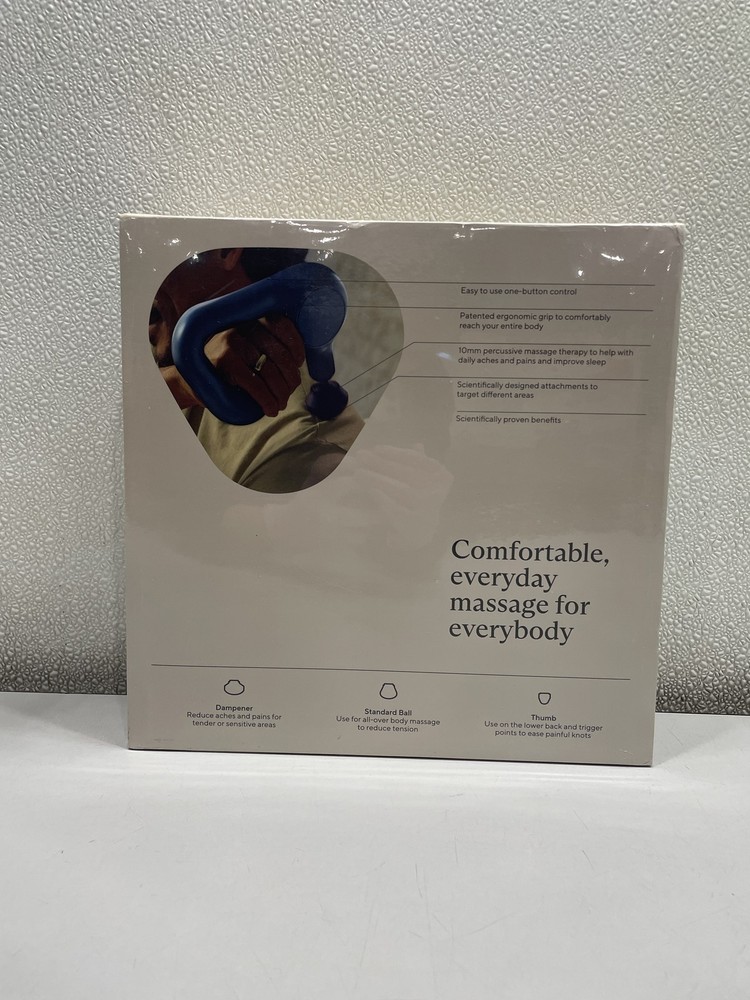 Easy to use one-button control
Patented ergonomic grip to comfortably
reach your entire body
10mm percussive massage therapy to help with
daily aches and pains and improve sleep
Scientifically designed attachments to
target different areas
Scientifically proven benefits
Comfortable,
everyday
massage for
everybody
Dampener
Reduce aches and pains for
tender or sensitive areas
Standard Ball
Use for all-over body massage
to reduce tension
Thumb
Use on the lower back and trigger
points to ease painful knots